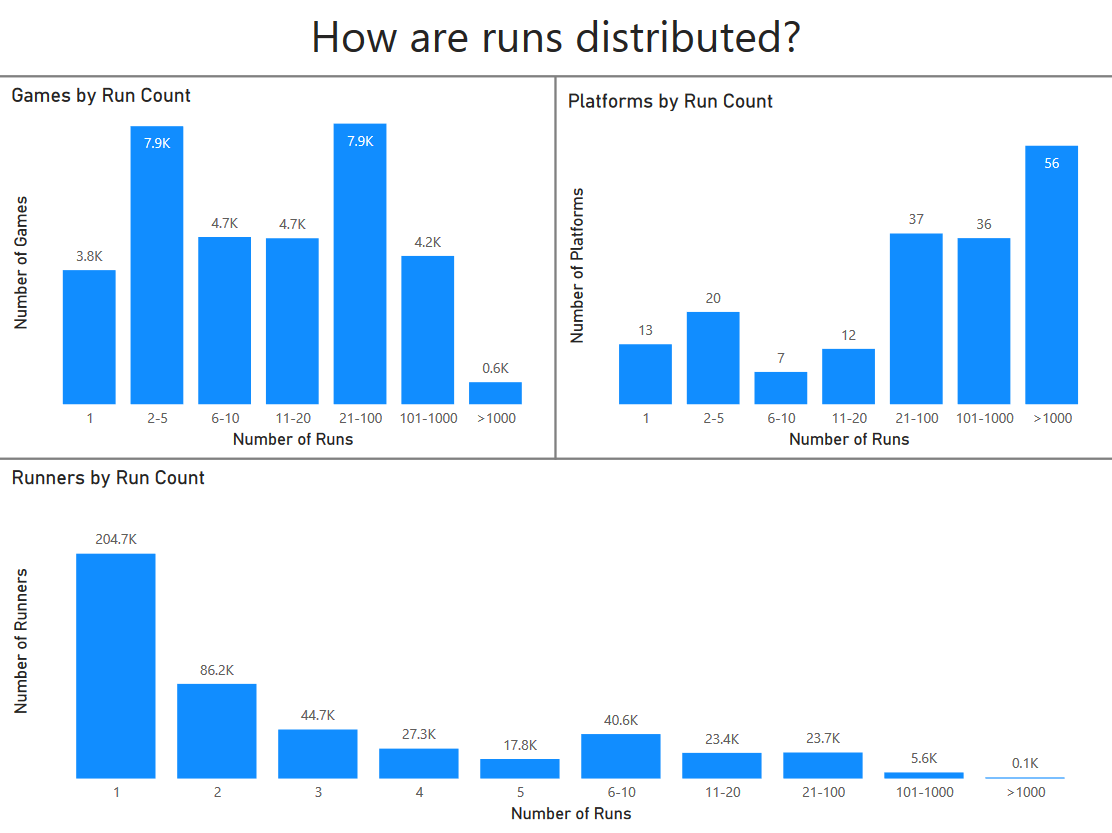 How are runs distributed?
Games by Run Count
Number of Games
3.8K
7.9K
4.7K
4.7K
7.9K
4.2K
0.6K
1
2-5
6-10
11-20
21-100
101-1000
>1000
Number of Runs
Platforms by Run Count
Number of Platforms
13
20
7
12
37
36
56
1
2-5
6-10
11-20
21-100
101-1000
>1000
Number of Runs
Runners by Run Count
Number of Runners
204.7K
86.2K
44.7K
27.3K
17.8K
40.6K
23.4K
23.7K
5.6K
0.1K
1
2
3
4
5
6-10
11-20
21-100
101-1000
>1000
Number of Runs